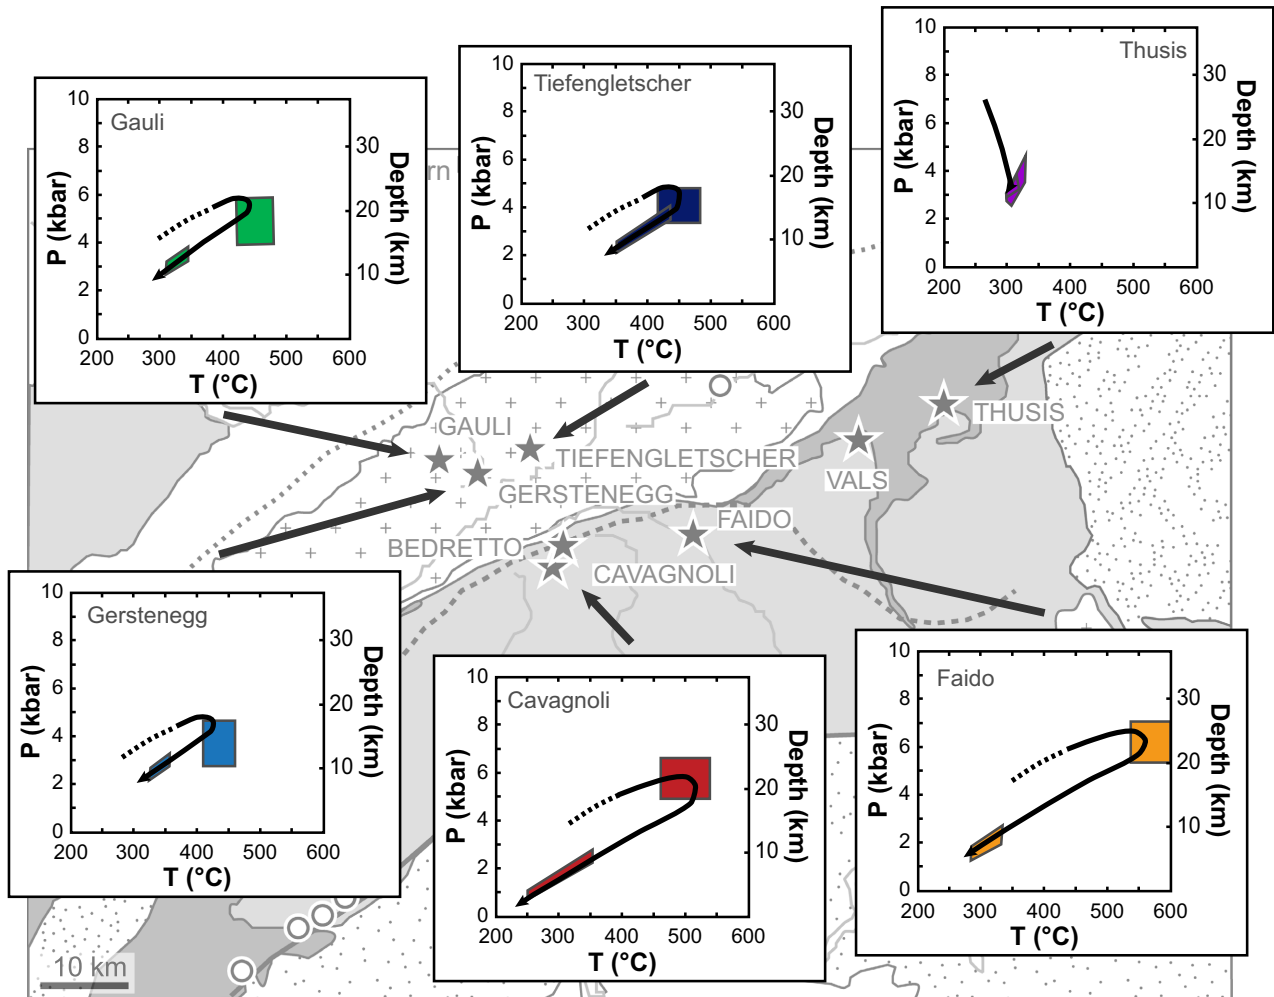 Gauli
10
8
6
4
2
0
200
300
400
500
600
30
20
10
P (kbar)
T (°C)
Depth (km)
Tiefengletscher
10
8
6
4
2
0
200
300
400
500
600
30
20
10
P (kbar)
T (°C)
Depth (km)
Thusis
10
8
6
4
2
0
200
300
400
500
600
30
20
10
P (kbar)
T (°C)
Depth (km)
rn
GAULI
TIEFENGLETSCHER
GERSTENEGG
THUSIS
VALS
FAIDO
BEDRETTO
CAVAGNOLI
Gerstenegg
10
8
6
4
2
0
200
300
400
500
600
30
20
10
P (kbar)
T (°C)
Depth (km)
Cavagnoli
10
8
6
4
2
0
200
300
400
500
600
30
20
10
P (kbar)
T (°C)
Depth (km)
Faido
10
8
6
4
2
0
200
300
400
500
600
30
20
10
P (kbar)
T (°C)
Depth (km)
10 km